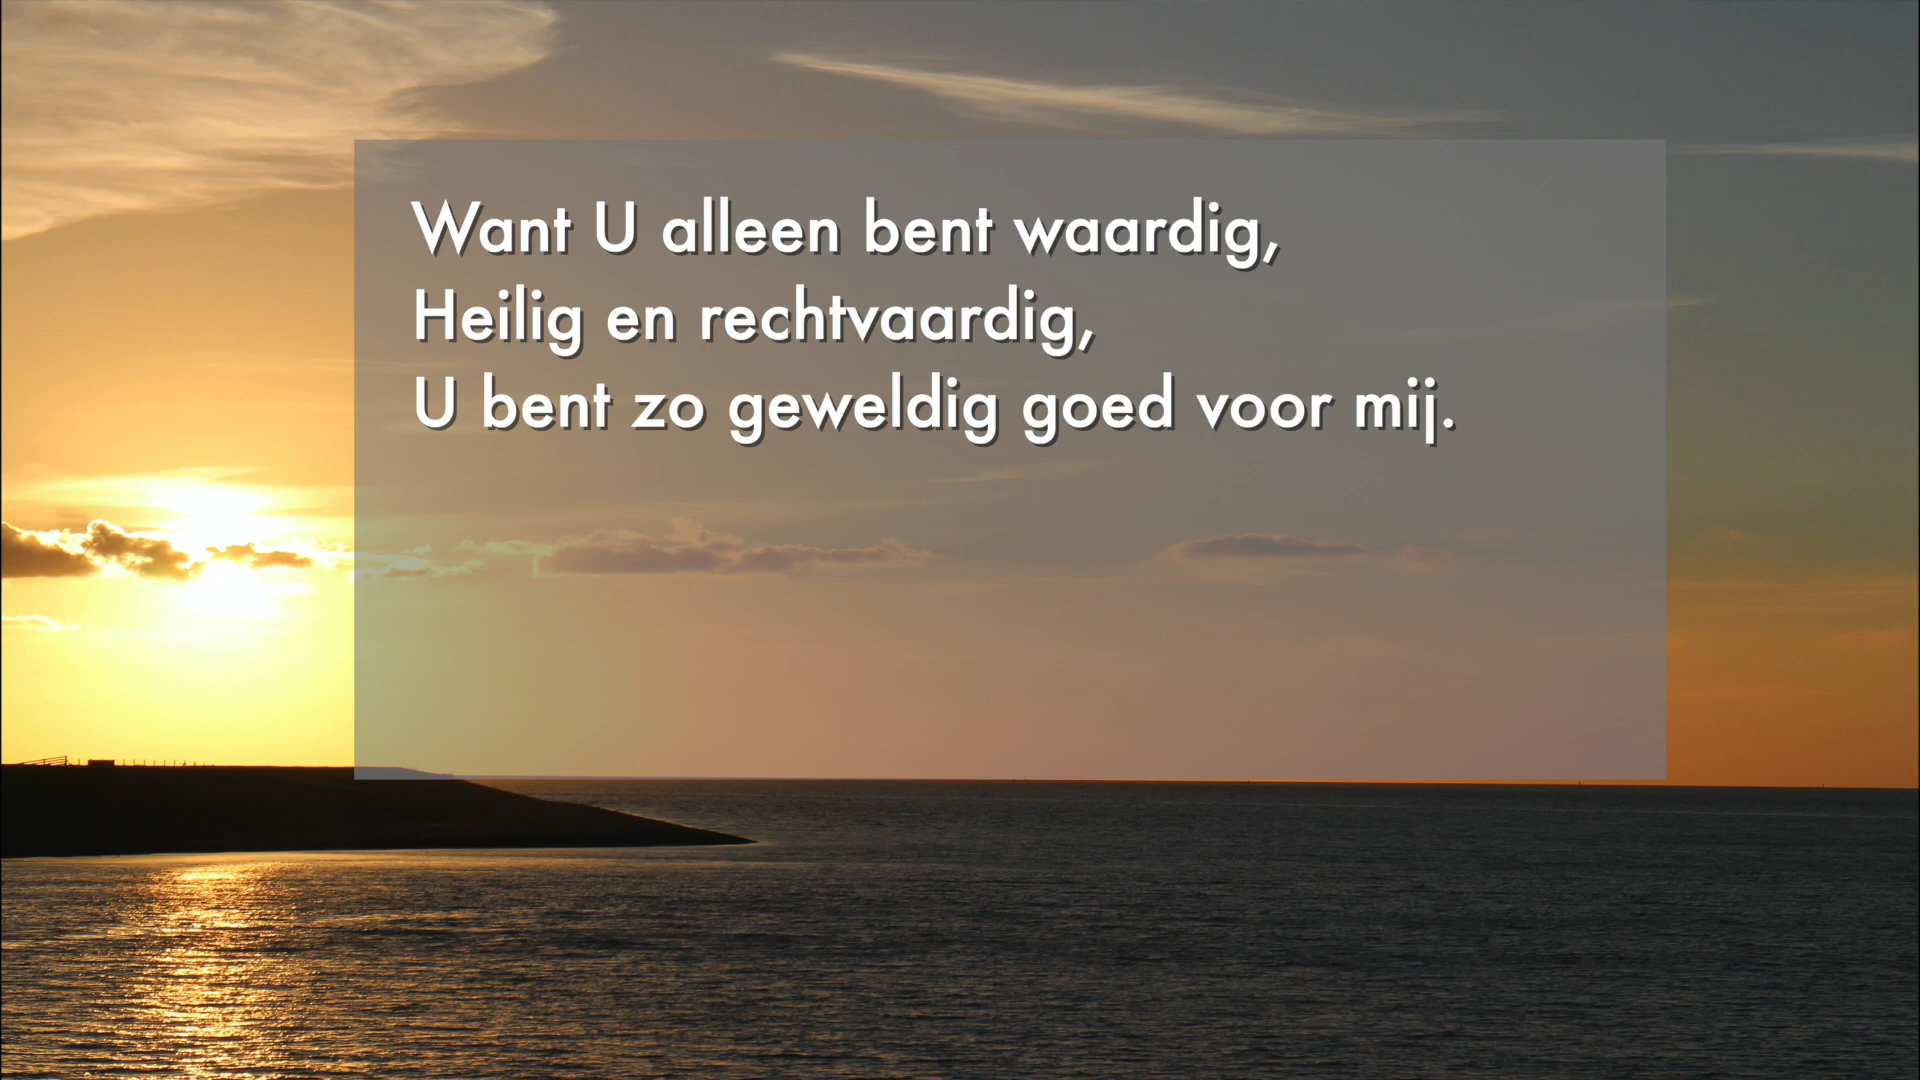 Want U alleen bent waardig,
Heilig en rechtvaardig,
U bent zo geweldig goed voor mij.